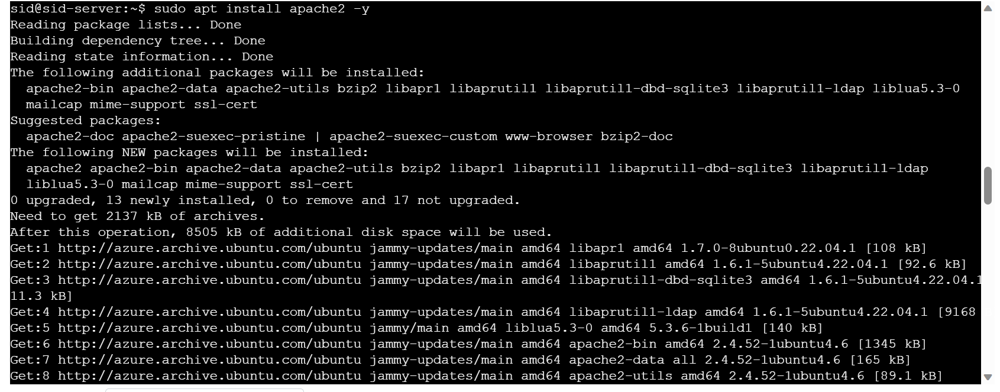 sid@sid-server:~$ sudo apt install apache2 -y
Reading package lists... Done
Building dependency tree... Done
Reading state information... Done
The following additional packages will be installed:
  apache2-bin apache2-data apache2-utils bzip2 libapr1 libaprutil1 libaprutil1-dbd-sqlite3 libaprutil1-ldap liblua5.3-0
  mailcap mime-support ssl-cert
Suggested packages:
  apache2-doc apache2-suexec-pristine | apache2-suexec-custom www-browser bzip2-doc
The following NEW packages will be installed:
  apache2 apache2-bin apache2-data apache2-utils bzip2 libapr1 libaprutil1 libaprutil1-dbd-sqlite3 libaprutil1-ldap
  liblua5.3-0 mailcap mime-support ssl-cert
0 upgraded, 13 newly installed, 0 to remove and 17 not upgraded.
Need to get 2137 kB of archives.
After this operation, 8505 kB of additional disk space will be used.
Get:1 http://azure.archive.ubuntu.com/ubuntu jammy-updates/main amd64 libapr1 amd64 1.7.0-8ubuntu0.22.04.1 [108 kB]
Get:2 http://azure.archive.ubuntu.com/ubuntu jammy-updates/main amd64 libaprutil1 amd64 1.6.1-5ubuntu4.22.04.1 [92.6 kB]
Get:3 http://azure.archive.ubuntu.com/ubuntu jammy-updates/main amd64 libaprutil1-dbd-sqlite3 amd64 1.6.1-5ubuntu4.22.04.1
11.3 kB]
Get:4 http://azure.archive.ubuntu.com/ubuntu jammy-updates/main amd64 libaprutil1-ldap amd64 1.6.1-5ubuntu4.22.04.1 [9168
Get:5 http://azure.archive.ubuntu.com/ubuntu jammy/main amd64 liblua5.3-0 amd64 5.3.6-1build1 [140 kB]
Get:6 http://azure.archive.ubuntu.com/ubuntu jammy-updates/main amd64 apache2-bin amd64 2.4.52-1ubuntu4.6 [1345 kB]
Get:7 http://azure.archive.ubuntu.com/ubuntu jammy-updates/main amd64 apache2-data all 2.4.52-1ubuntu4.6 [165 kB]
Get:8 http://azure.archive.ubuntu.com/ubuntu jammy-updates/main amd64 apache2-utils amd64 2.4.52-1ubuntu4.6 [89.1 kB]